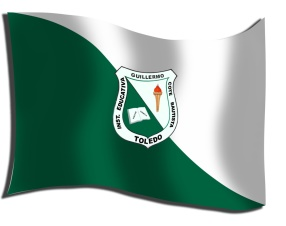 GUILLERMO
INST. EDUCATIVA
COTE BAUTISTA
TOLEDO